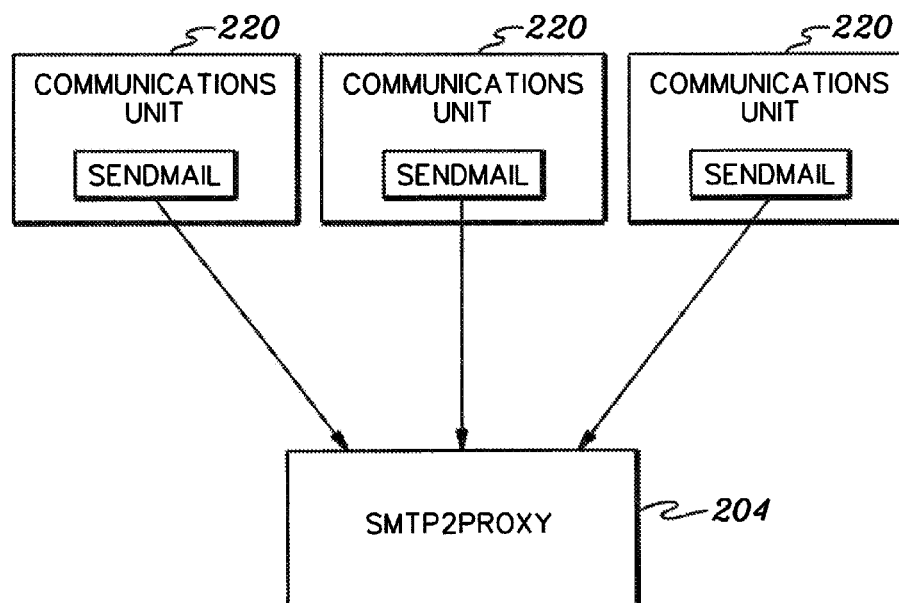 220
220
220
COMMUNICATIONS
UNIT
SENDMAIL
COMMUNICATIONS
UNIT
SENDMAIL
COMMUNICATIONS
UNIT
SENDMAIL
SMTP2PROXY
204